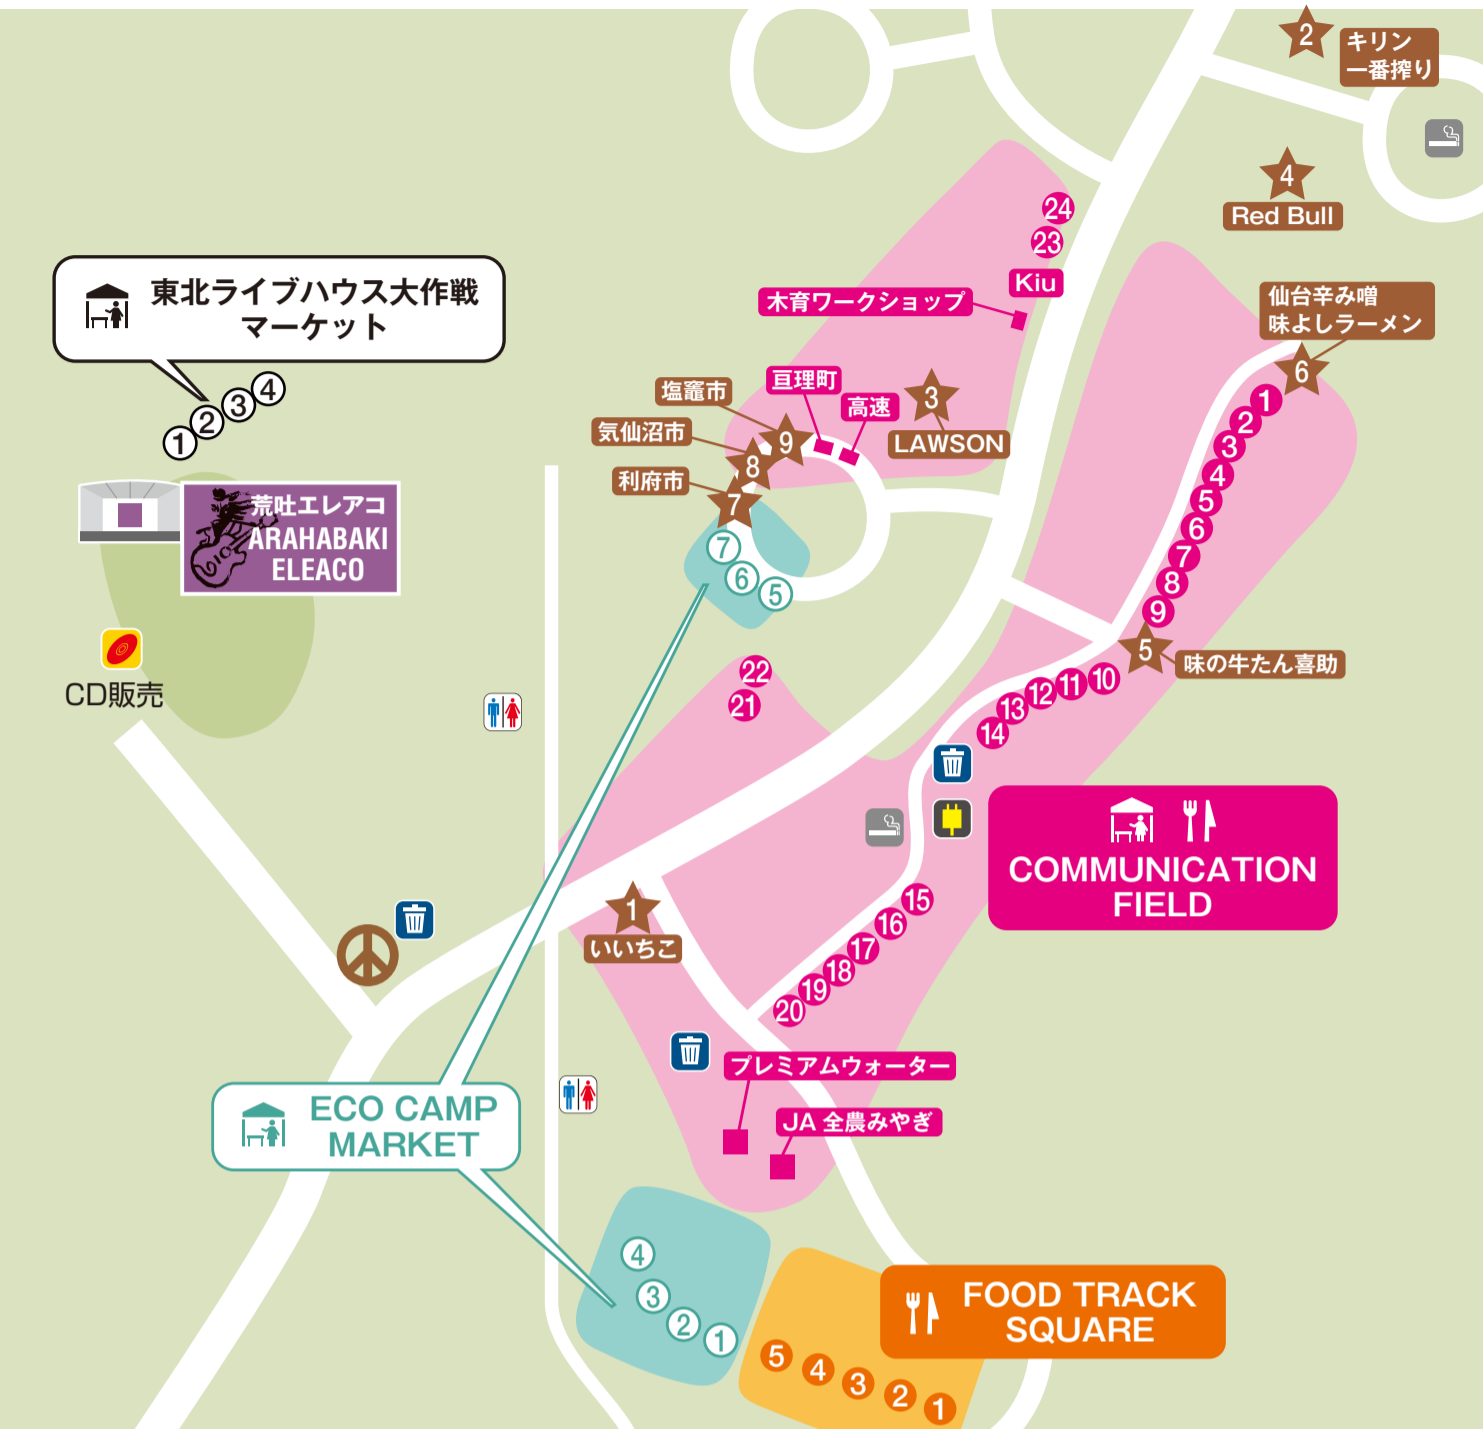 2
キリン
一番搾り
4
Red Bull
24
23
Kiu
木育ワークショップ
東北ライブハウス大作戦
マーケット
4
3
2
1
仙台辛み噌
味よしラーメン
6
亘理町
高速
塩竈市
気仙沼市
利府市
9
8
7
3
LAWSON
1
2
3
4
5
6
7
8
9
5
味の牛たん喜助
荒吐エレアコ
ARAHABAKI
ELEACO
7
6
5
CD販売
22
21
10
11
12
13
14
COMMUNICATION
FIELD
1
いいちこ
15
16
17
18
19
20
プレミアムウォーター
JA 全農みやぎ
ECO CAMP
MARKET
4
3
2
1
FOOD TRACK
SQUARE
5
4
3
2
1